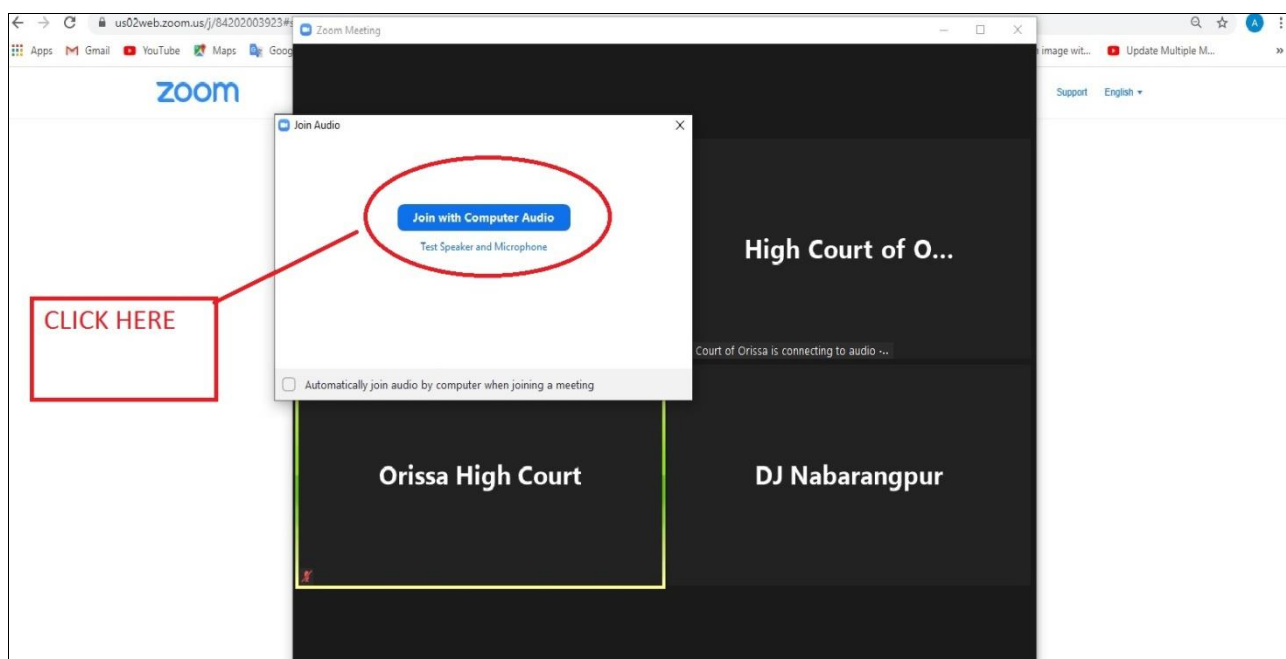 us02web.zoom.us/j/84202003923#s
Zoom Meeting
A
Apps Gmail YouTube Maps Goog
image wit... Update Multiple M... »
zoom
Support English
Join Audio
Join with Computer Audio
Test Speaker and Microphone
High Court of O...
CLICK HERE
Court of Orissa is connecting to audio -...
Automatically join audio by computer when joining a meeting
Orissa High Court
DJ Nabarangpur